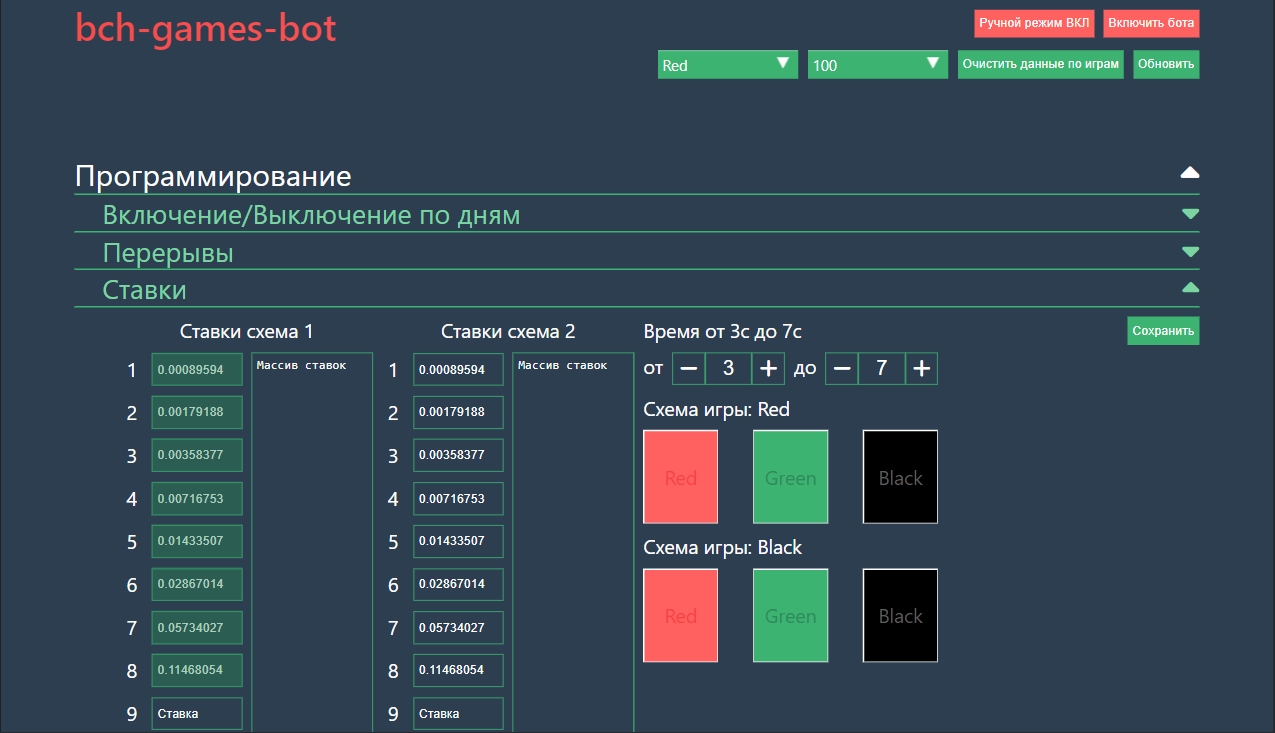 bch-games-bot
Ручной режим ВКЛ Включить бота
Red 100 Очистить данные по играм Обновить
Программирование
Включение/Выключение по дням
Перерывы
Ставки
Ставки схема 1 Ставки схема 2 Время от 3с до 7с Сохранить
1 0.00089594 Массив ставок 1 0.00089594 Массив ставок от 3 до 7
2 0.00179188 2 0.00179188 Схема игры: Red
3 0.00358377 3 0.00358377
4 0.00716753 4 0.00716753 Red Green Black
5 0.01433507 5 0.01433507 Схема игры: Black
6 0.02867014 6 0.02867014
7 0.05734027 7 0.05734027 Red Green Black
8 0.11468054 8 0.11468054
9 Ставка 9 Ставка